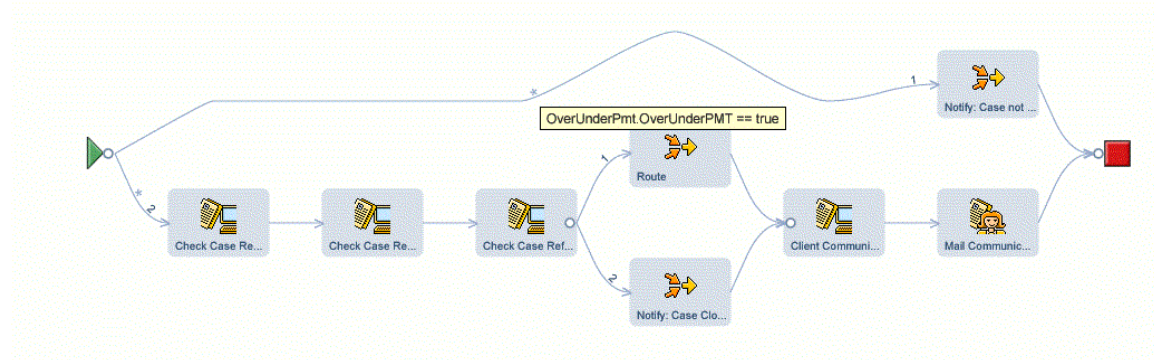 *
1
Notify: Case not ...
OverUnderPmt.OverUnderPMT == true
1
Route
*
2
Check Case Re...
Check Case Re...
Check Case Ref...
Client Communi...
Mail Communic...
2
Notify: Case Clo...